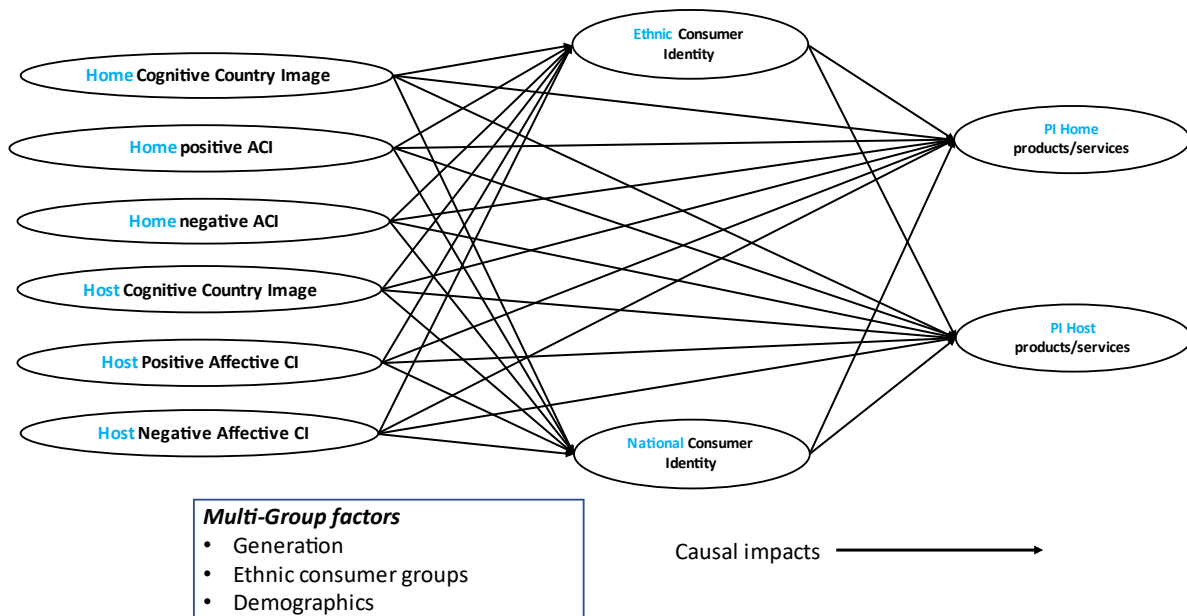 Ethnic Consumer
Identity
Home Cognitive Country Image
Home positive ACI
Home negative ACI
Host Cognitive Country Image
Host Positive Affective CI
Host Negative Affective CI
PI Home
products/services
PI Host
products/services
National Consumer
Identity
Multi-Group factors
• Generation
• Ethnic consumer groups
• Demographics
Causal impacts